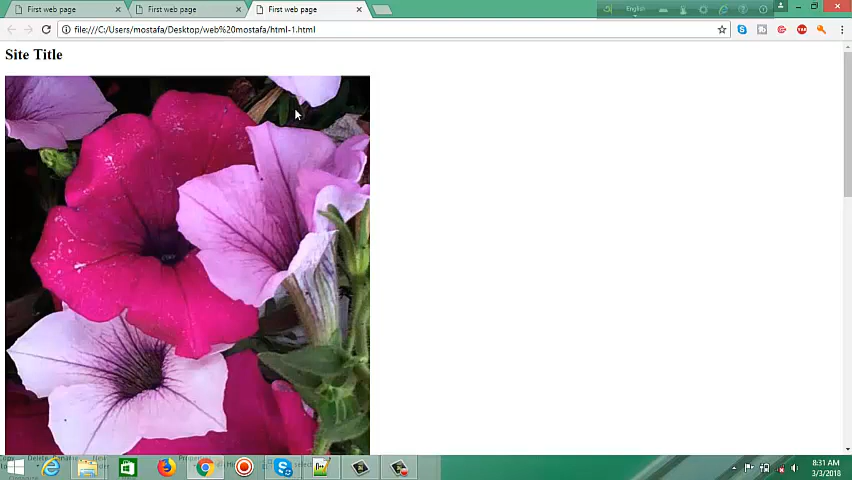 First web page
First web page
First web page
English
file:///C:/Users/mostafa/Desktop/web%20mostafa/html-1.html
Site Title
8:31 AM
3/3/2018